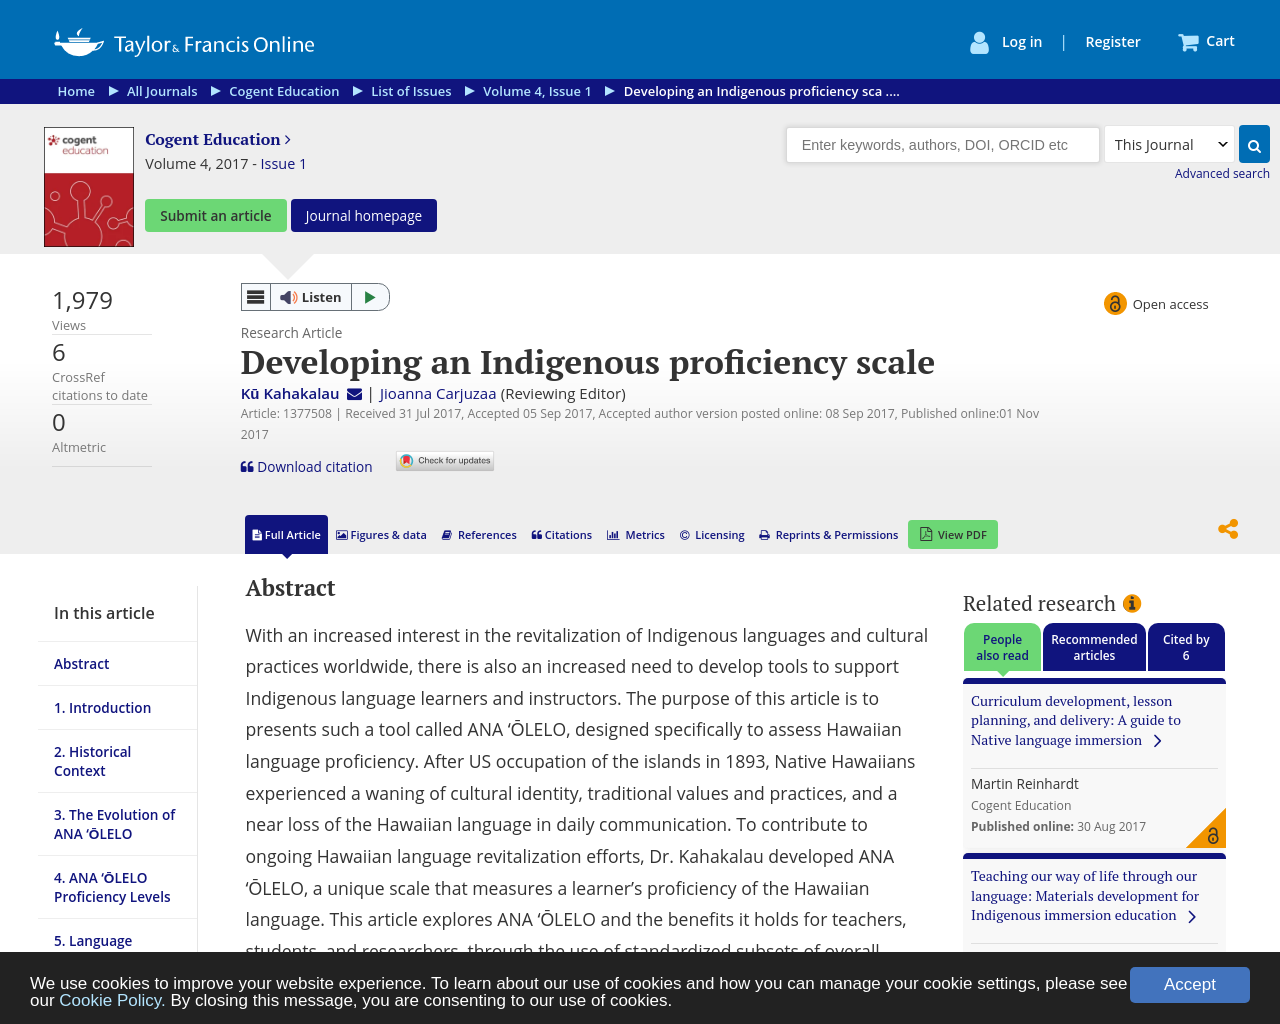 Taylor & Francis Online
Log in | Register Cart
Home ▶ All Journals ▶ Cogent Education ▶ List of Issues ▶ Volume 4, Issue 1 ▶ Developing an Indigenous proficiency sca ....
cogent
education
Cogent Education
Volume 4, 2017 - Issue 1
Submit an article Journal homepage
Enter keywords, authors, DOI, ORCID etc This Journal
Advanced search
1,979
Views
6
CrossRef
citations to date
0
Altmetric
Listen
Open access
Research Article
Developing an Indigenous proficiency scale
Kū Kahakalau | Jioanna Carjuzaa (Reviewing Editor)
Article: 1377508 | Received 31 Jul 2017, Accepted 05 Sep 2017, Accepted author version posted online: 08 Sep 2017, Published online:01 Nov
2017
Download citation Check for updates
Full Article Figures & data References Citations Metrics Licensing Reprints & Permissions View PDF
In this article
Abstract
1. Introduction
2. Historical
Context
3. The Evolution of
ANA ‘ŌLELO
4. ANA ‘ŌLELO
Proficiency Levels
5. Language
Abstract
With an increased interest in the revitalization of Indigenous languages and cultural
practices worldwide, there is also an increased need to develop tools to support
Indigenous language learners and instructors. The purpose of this article is to
presents such a tool called ANA ‘ŌLELO, designed specifically to assess Hawaiian
language proficiency. After US occupation of the islands in 1893, Native Hawaiians
experienced a waning of cultural identity, traditional values and practices, and a
near loss of the Hawaiian language in daily communication. To contribute to
ongoing Hawaiian language revitalization efforts, Dr. Kahakalau developed ANA
‘ŌLELO, a unique scale that measures a learner’s proficiency of the Hawaiian
language. This article explores ANA ‘ŌLELO and the benefits it holds for teachers,
students, and researchers, through the use of standardized subsets of overall
Related research
People
also read
Recommended
articles
Cited by
6
Curriculum development, lesson
planning, and delivery: A guide to
Native language immersion
Martin Reinhardt
Cogent Education
Published online: 30 Aug 2017
Teaching our way of life through our
language: Materials development for
Indigenous immersion education
We use cookies to improve your website experience. To learn about our use of cookies and how you can manage your cookie settings, please see
our Cookie Policy. By closing this message, you are consenting to our use of cookies.
Accept